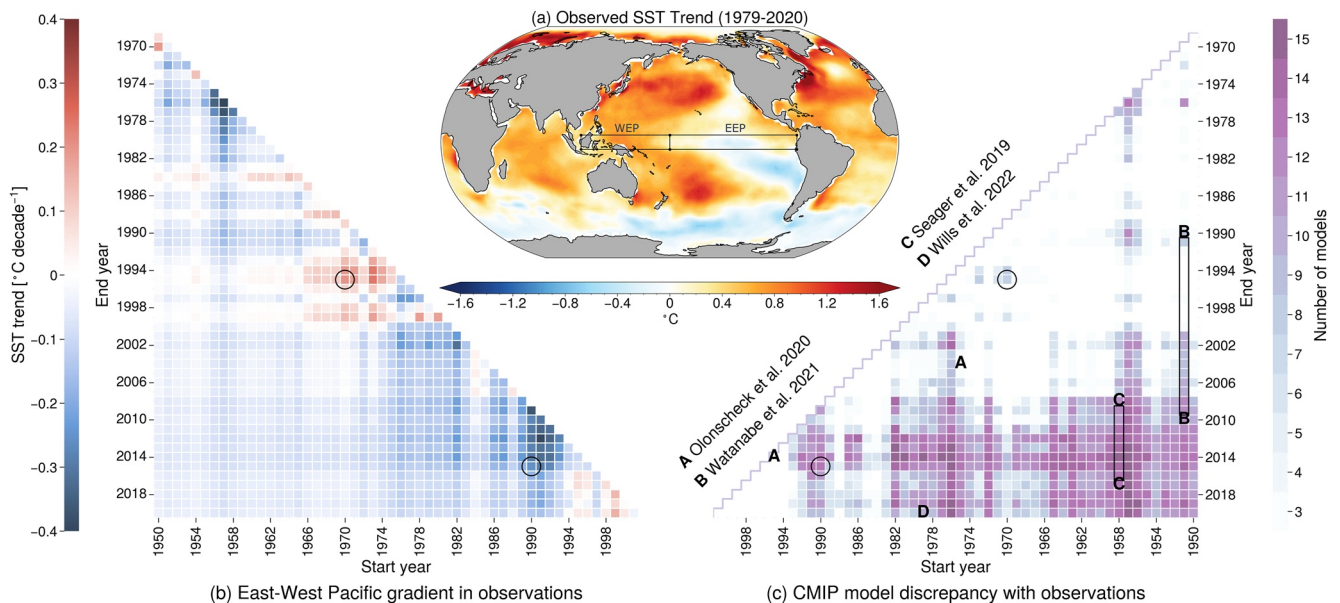 (a) Observed SST Trend (1979-2020)
WEP
EEP
−1.6 −1.2 −0.8 −0.4 0 0.4 0.8 1.2 1.6
°C
SST trend [°C decade⁻¹]
0.4
0.3
0.2
0.1
0
−0.1
−0.2
−0.3
−0.4
End year
1970
1974
1978
1982
1986
1990
1994
1998
2002
2006
2010
2014
2018
1950 1954 1958 1962 1966 1970 1974 1978 1982 1986 1990 1994 1998
Start year
(b) East-West Pacific gradient in observations
A Olonscheck et al. 2020
B Watanabe et al. 2021
C Seager et al. 2019
D Wills et al. 2022
A
A
B
B
C
C
D
1998 1994 1990 1986 1982 1978 1974 1970 1966 1962 1958 1954 1950
Start year
1970
1974
1978
1982
1986
1990
1994
1998
2002
2006
2010
2014
2018
End year
(c) CMIP model discrepancy with observations
15
14
13
12
11
10
9
8
7
6
5
4
3
Number of models